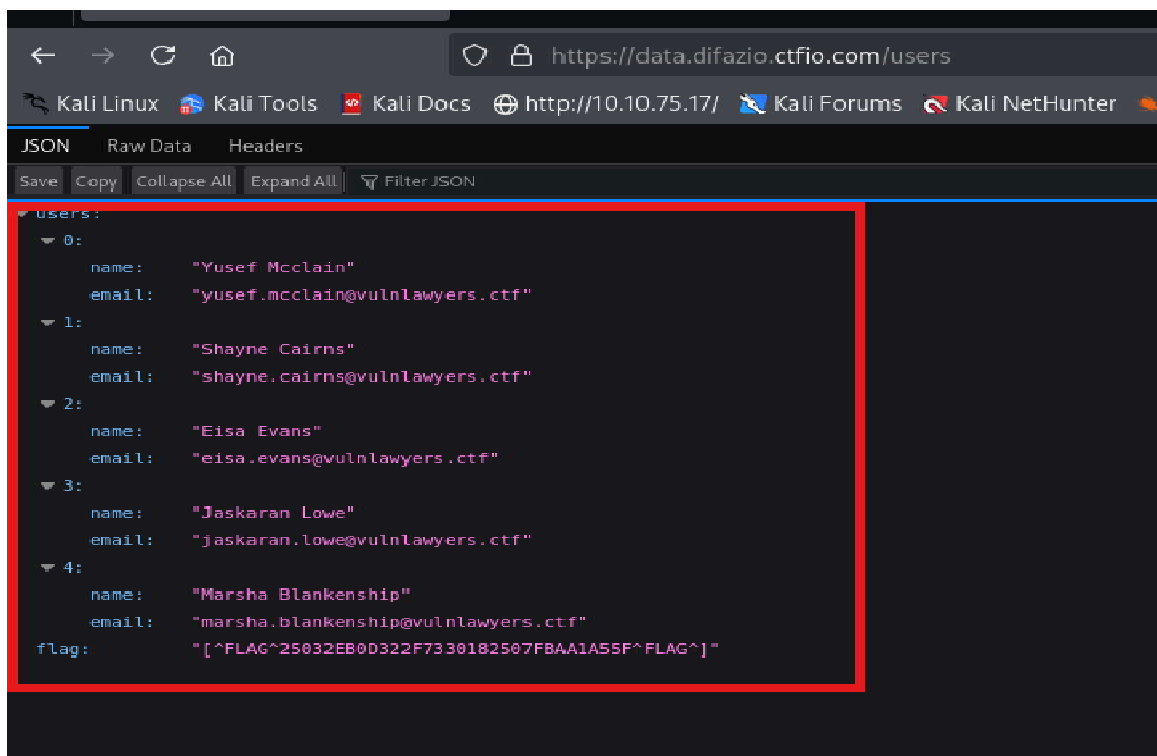 https://data.difazio.ctfio.com/users
Kali Linux Kali Tools Kali Docs http://10.10.75.17/ Kali Forums Kali NetHunter
JSON Raw Data Headers
Save Copy Collapse All Expand All Filter JSON
users:
0:
name: "Yusef Mcclain"
email: "yusef.mcclain@vulnlawyers.ctf"
1:
name: "Shayne Cairns"
email: "shayne.cairns@vulnlawyers.ctf"
2:
name: "Eisa Evans"
email: "eisa.evans@vulnlawyers.ctf"
3:
name: "Jaskaran Lowe"
email: "jaskaran.lowe@vulnlawyers.ctf"
4:
name: "Marsha Blankenship"
email: "marsha.blankenship@vulnlawyers.ctf"
flag: "[^FLAG^25032EB0D322F7330182507FBAA1A55F^FLAG^]"